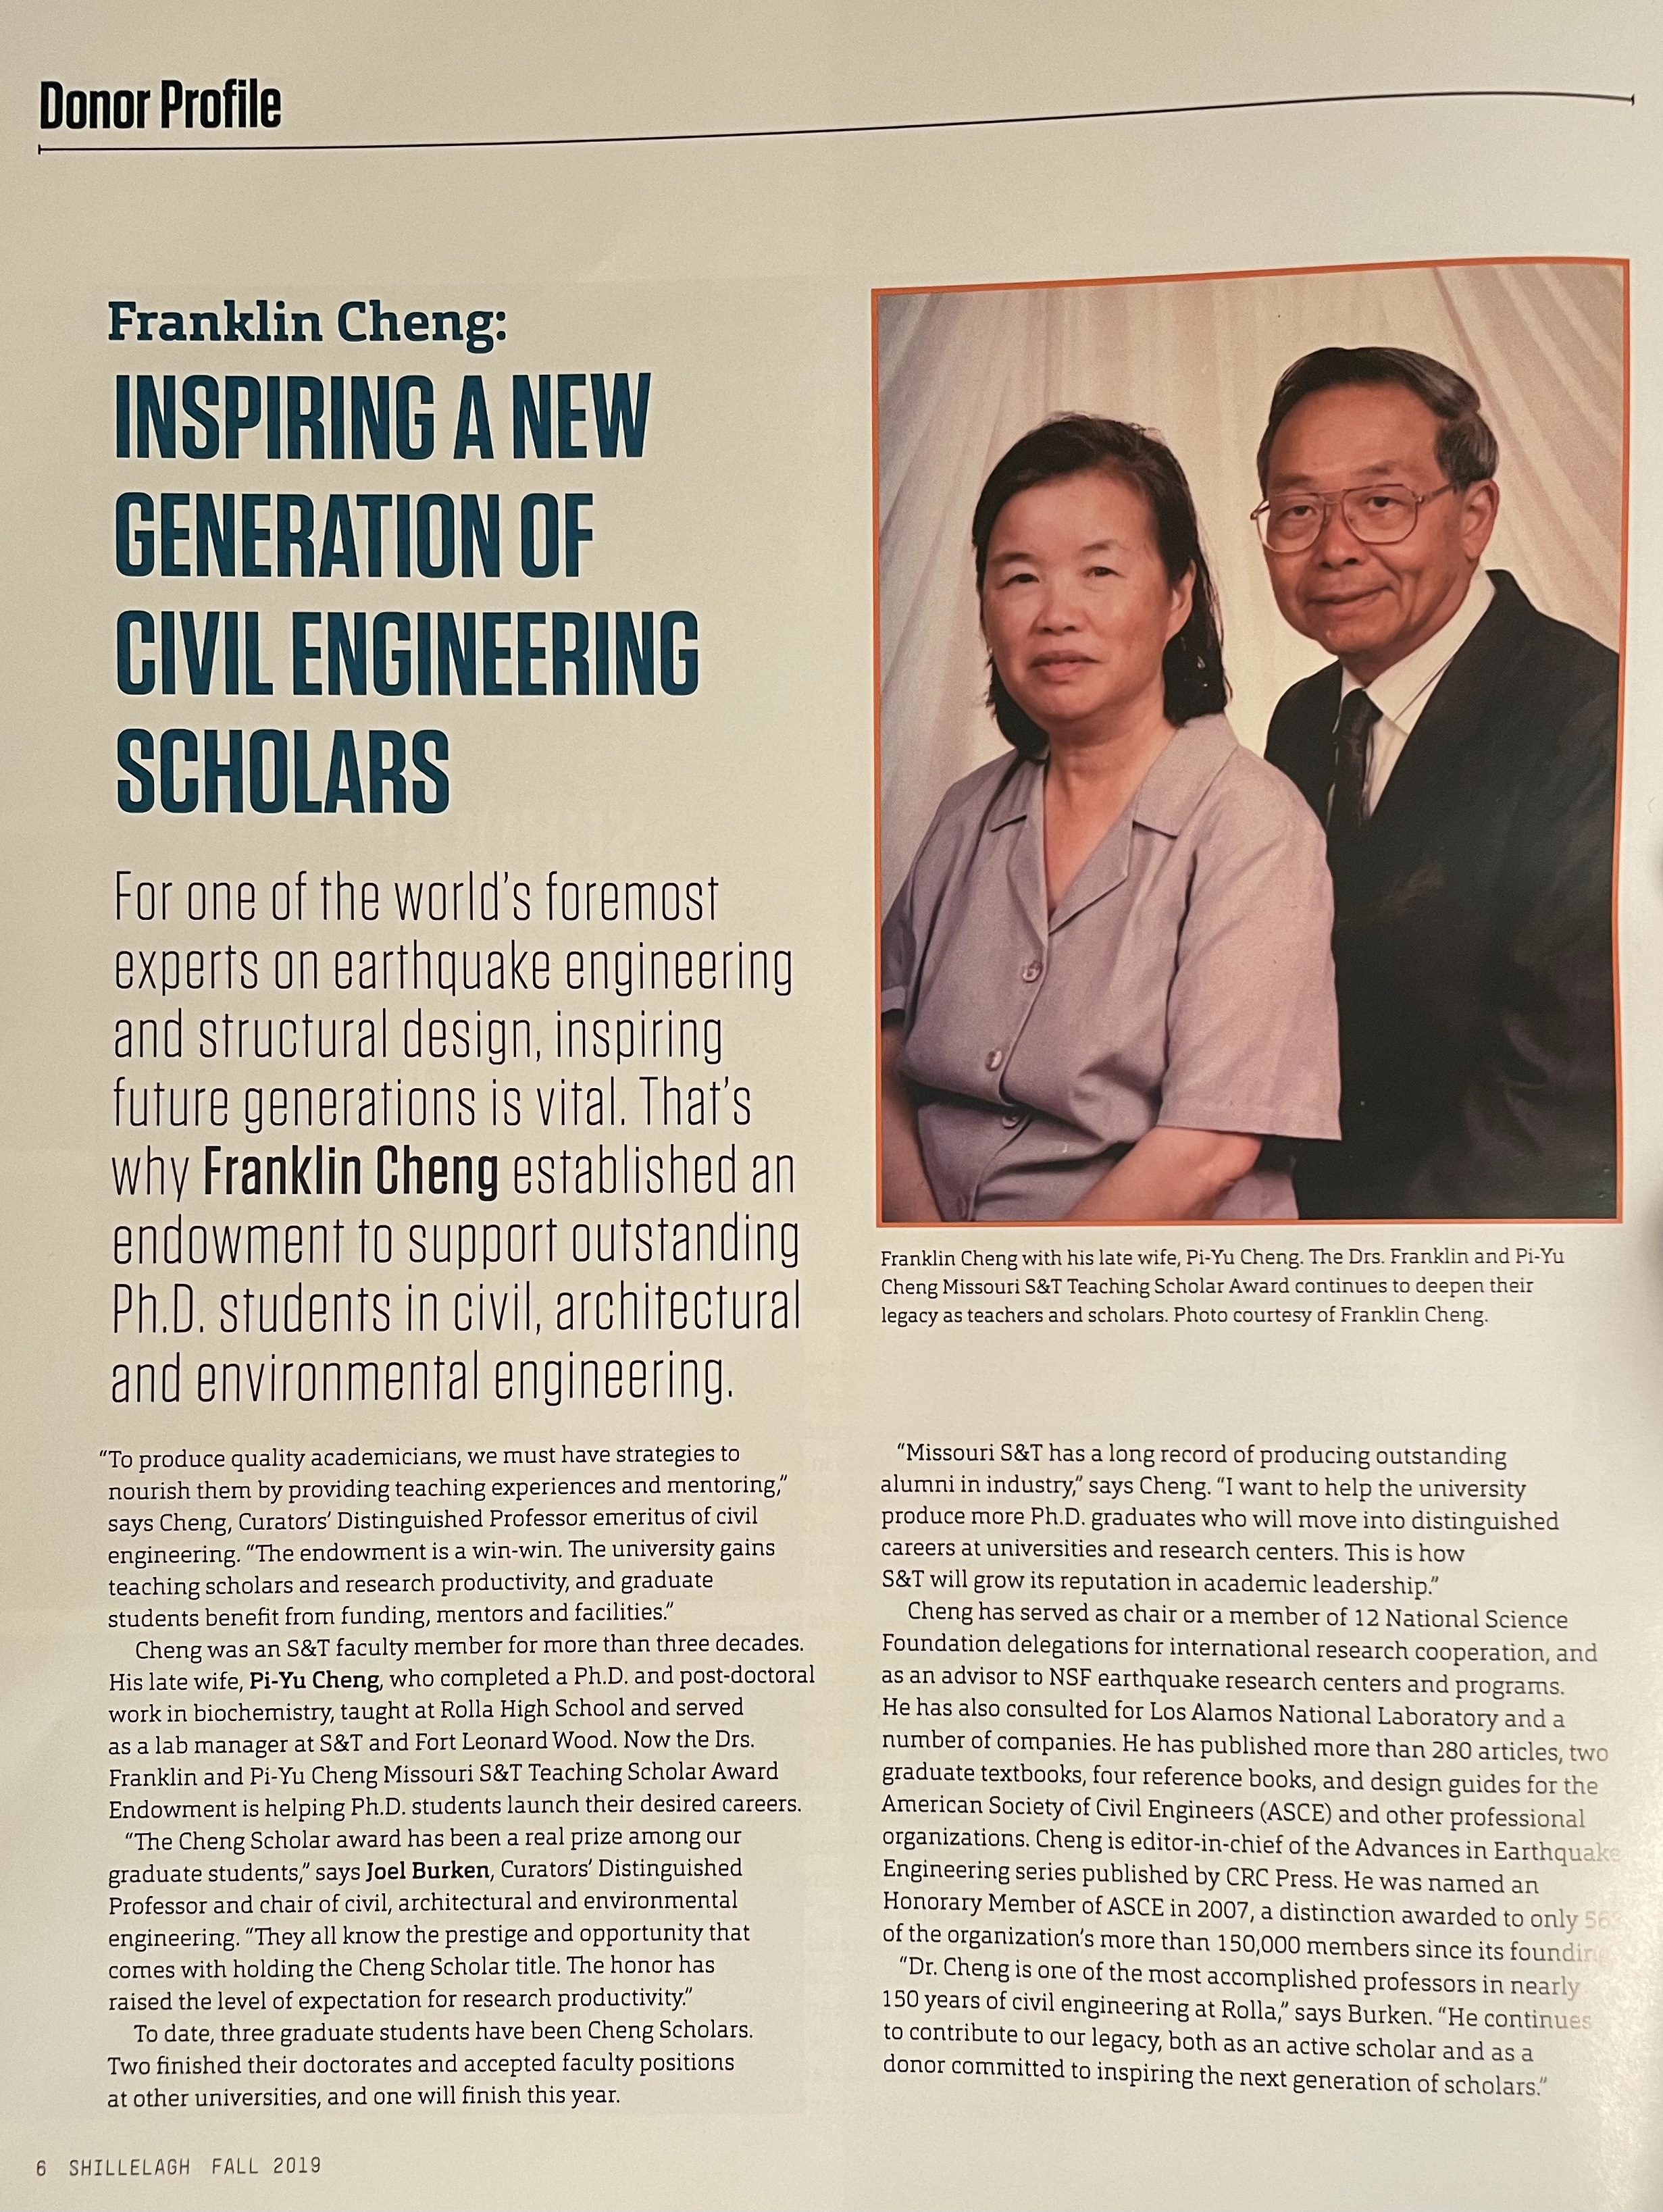 Donor Profile
Franklin Cheng:
INSPIRING A NEW
GENERATION OF
CIVIL ENGINEERING
SCHOLARS
For one of the world's foremost
experts on earthquake engineering
and structural design, inspiring
future generations is vital. That's
why Franklin Cheng established an
endowment to support outstanding
Ph.D. students in civil, architectural
and environmental engineering.
Franklin Cheng with his late wife, Pi-Yu Cheng. The Drs. Franklin and Pi-Yu
Cheng Missouri S&T Teaching Scholar Award continues to deepen their
legacy as teachers and scholars. Photo courtesy of Franklin Cheng.
“To produce quality academicians, we must have strategies to
nourish them by providing teaching experiences and mentoring,”
says Cheng, Curators’ Distinguished Professor emeritus of civil
engineering. “The endowment is a win-win. The university gains
teaching scholars and research productivity, and graduate
students benefit from funding, mentors and facilities.”
Cheng was an S&T faculty member for more than three decades.
His late wife, Pi-Yu Cheng, who completed a Ph.D. and post-doctoral
work in biochemistry, taught at Rolla High School and served
as a lab manager at S&T and Fort Leonard Wood. Now the Drs.
Franklin and Pi-Yu Cheng Missouri S&T Teaching Scholar Award
Endowment is helping Ph.D. students launch their desired careers.
“The Cheng Scholar award has been a real prize among our
graduate students,” says Joel Burken, Curators’ Distinguished
Professor and chair of civil, architectural and environmental
engineering. “They all know the prestige and opportunity that
comes with holding the Cheng Scholar title. The honor has
raised the level of expectation for research productivity.”
To date, three graduate students have been Cheng Scholars.
Two finished their doctorates and accepted faculty positions
at other universities, and one will finish this year.
“Missouri S&T has a long record of producing outstanding
alumni in industry,” says Cheng. “I want to help the university
produce more Ph.D. graduates who will move into distinguished
careers at universities and research centers. This is how
S&T will grow its reputation in academic leadership.”
Cheng has served as chair or a member of 12 National Science
Foundation delegations for international research cooperation, and
as an advisor to NSF earthquake research centers and programs.
He has also consulted for Los Alamos National Laboratory and a
number of companies. He has published more than 280 articles, two
graduate textbooks, four reference books, and design guides for the
American Society of Civil Engineers (ASCE) and other professional
organizations. Cheng is editor-in-chief of the Advances in Earthquake
Engineering series published by CRC Press. He was named an
Honorary Member of ASCE in 2007, a distinction awarded to only
of the organization’s more than 150,000 members since its founding.
“Dr. Cheng is one of the most accomplished professors in nearly
150 years of civil engineering at Rolla,” says Burken. “He continues
to contribute to our legacy, both as an active scholar and as a
donor committed to inspiring the next generation of scholars.”
6 SHILLELAGH FALL 2019